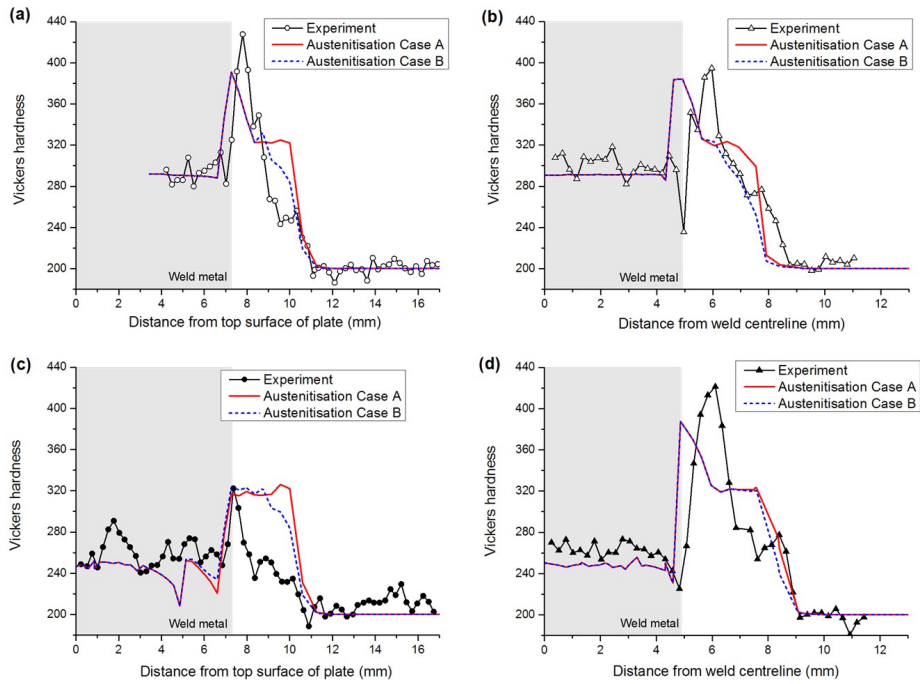 (a)
Experiment
Austenitisation Case A
Austenitisation Case B
440
400
360
320
280
240
200
Vickers hardness
Weld metal
0 2 4 6 8 10 12 14 16
Distance from top surface of plate (mm)
(b)
Experiment
Austenitisation Case A
Austenitisation Case B
440
400
360
320
280
240
200
Vickers hardness
Weld metal
0 2 4 6 8 10 12
Distance from weld centreline (mm)
(c)
Experiment
Austenitisation Case A
Austenitisation Case B
440
400
360
320
280
240
200
Vickers hardness
Weld metal
0 2 4 6 8 10 12 14 16
Distance from top surface of plate (mm)
(d)
Experiment
Austenitisation Case A
Austenitisation Case B
440
400
360
320
280
240
200
Vickers hardness
Weld metal
0 2 4 6 8 10 12
Distance from weld centreline (mm)